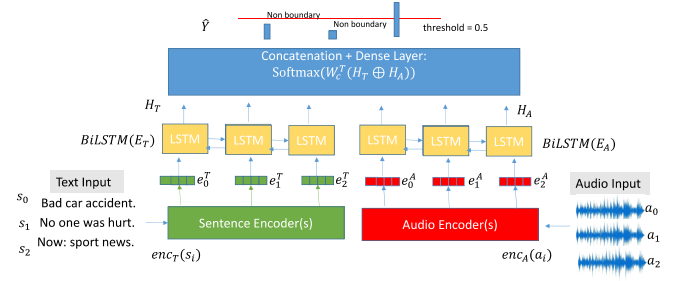 Ŷ
Non boundary
Non boundary
threshold = 0.5
Concatenation + Dense Layer:
Softmax(W_c^T(H_T ⊕ H_A))
H_T
H_A
BiLSTM(E_T)
LSTM
LSTM
LSTM
LSTM
LSTM
LSTM
BiLSTM(E_A)
e_0^T
e_1^T
e_2^T
e_0^A
e_1^A
e_2^A
Text Input
Audio Input
s_0 Bad car accident.
s_1 No one was hurt.
s_2 Now: sport news.
Sentence Encoder(s)
Audio Encoder(s)
a_0
a_1
a_2
enc_T(s_i)
enc_A(a_i)